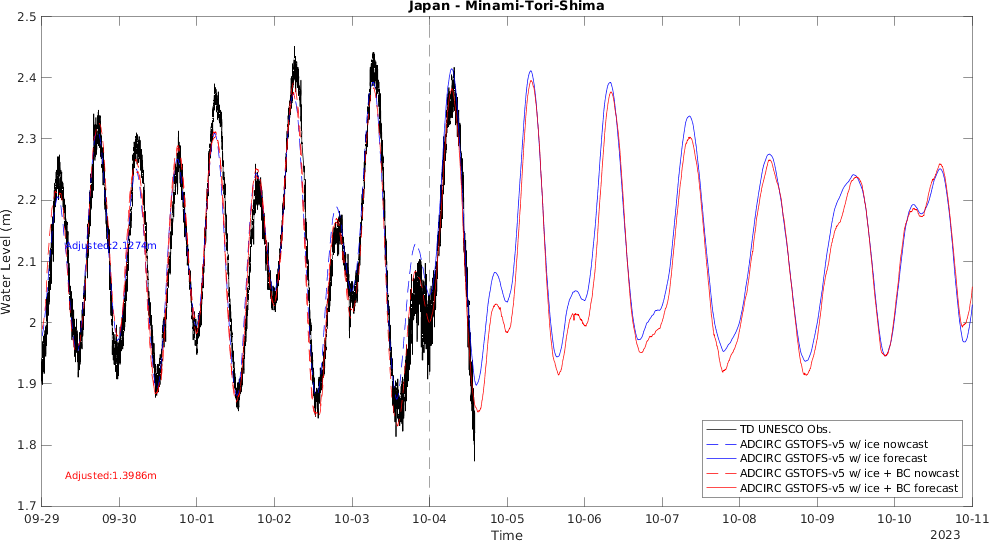 Japan - Minami-Tori-Shima
2.5
2.4
2.3
2.2
2.1
2
1.9
1.8
1.7
Water Level (m)
Adjusted:2.1274m
Adjusted:1.3986m
TD UNESCO Obs.
ADCIRC GSTOFS-v5 w/ ice nowcast
ADCIRC GSTOFS-v5 w/ ice forecast
ADCIRC GSTOFS-v5 w/ ice + BC nowcast
ADCIRC GSTOFS-v5 w/ ice + BC forecast
09-29 09-30 10-01 10-02 10-03 10-04 10-05 10-06 10-07 10-08 10-09 10-10 10-11
Time
2023